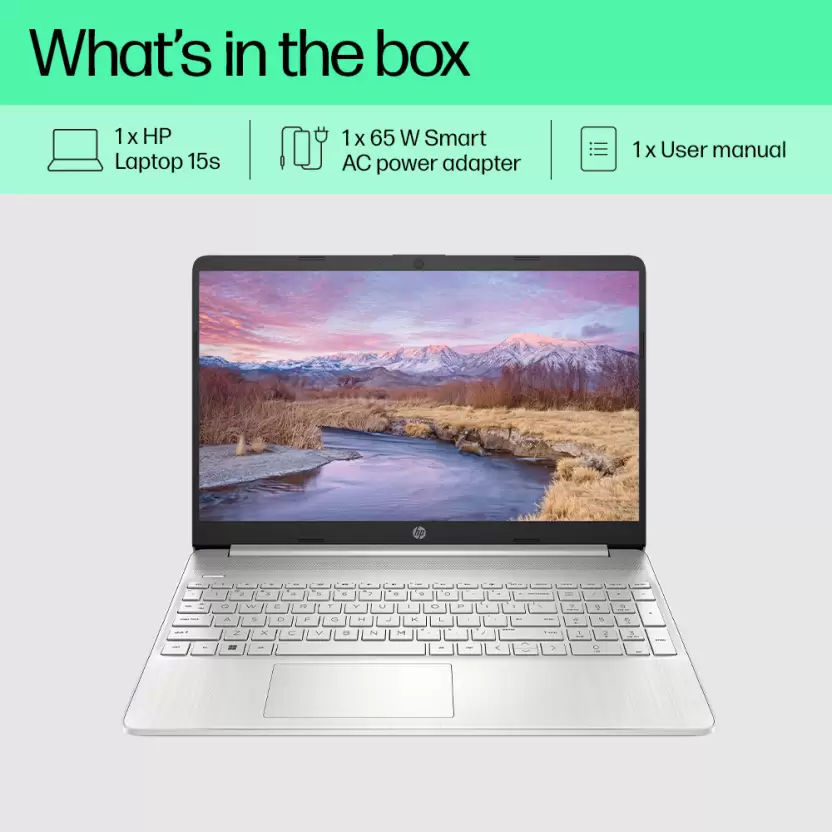 What's in the box
1 x HP
Laptop 15s
1 x 65 W Smart
AC power adapter
1 x User manual
hp
Q W E R T Y U I O P
A S D F G H J K L
Z X C V B N M